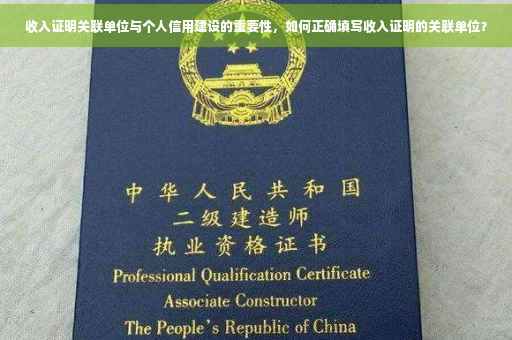 收入证明关联单位与个人信用建设的重要性，如何正确填写收入证明的关联单位？
中华人民共和国
二级建造师
执业资格证书
Professional Qualification Certificate
Associate Constructor
The People's Republic of China